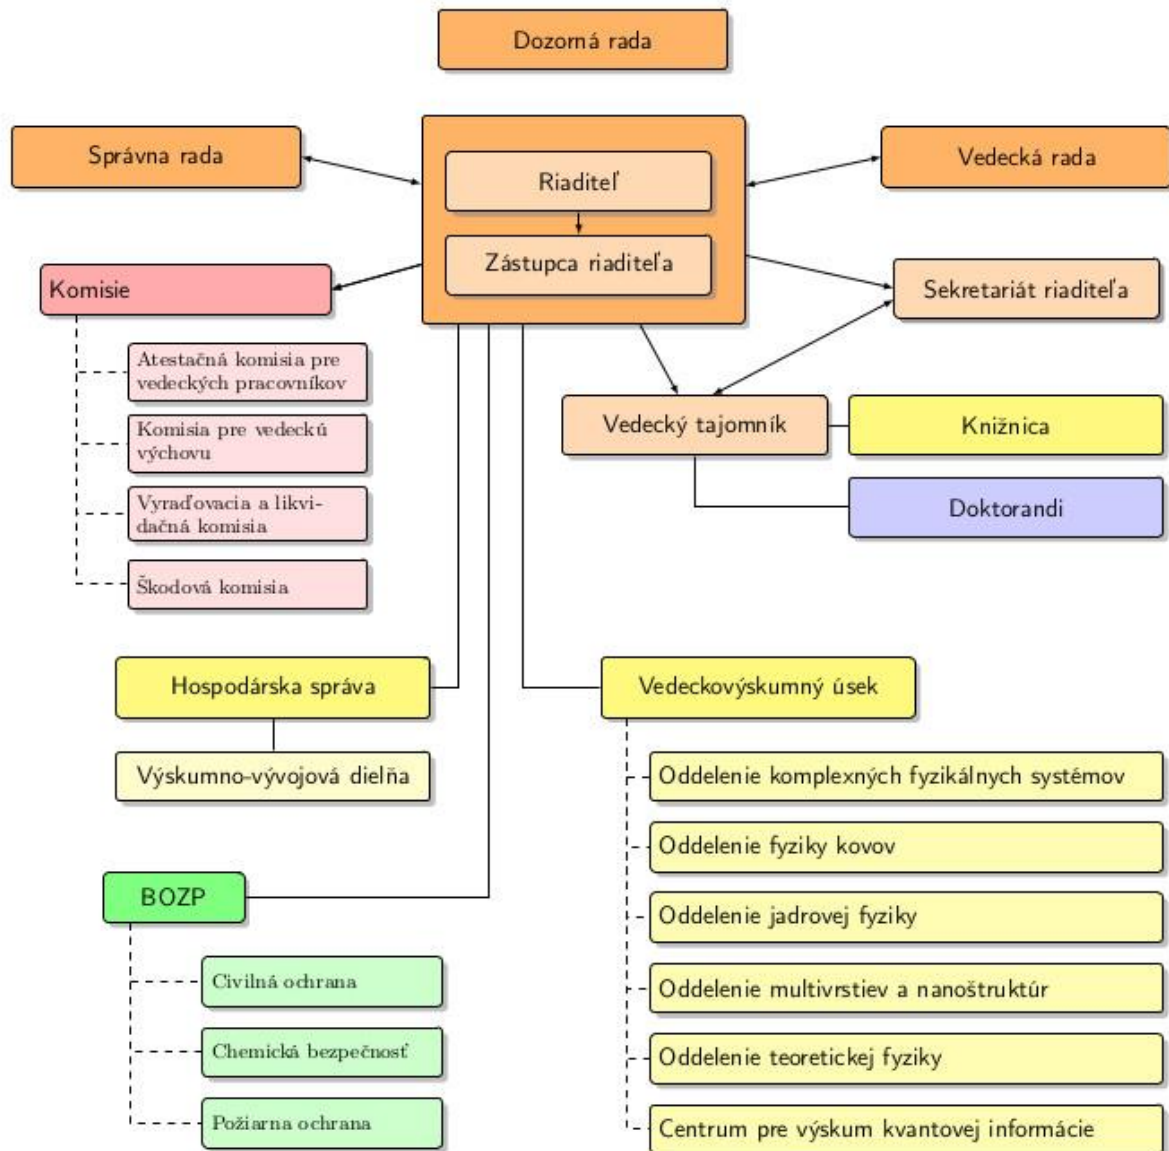 Dozorná rada
Správna rada
Riaditeľ
Vedecká rada
Zástupca riaditeľa
Komisie
Sekretariát riaditeľa
Atestačná komisia pre
vedeckých pracovníkov
Komisia pre vedeckú
výchovu
Vyraďovacia a likvi-
dačná komisia
Škodová komisia
Vedecký tajomník
Knižnica
Doktorandi
Hospodárska správa
Výskumno-vývojová dielňa
BOZP
Civilná ochrana
Chemická bezpečnosť
Požiarna ochrana
Vedeckovýskumný úsek
Oddelenie komplexných fyzikálnych systémov
Oddelenie fyziky kovov
Oddelenie jadrovej fyziky
Oddelenie multivrstiev a nanoštruktúr
Oddelenie teoretickej fyziky
Centrum pre výskum kvantovej informácie